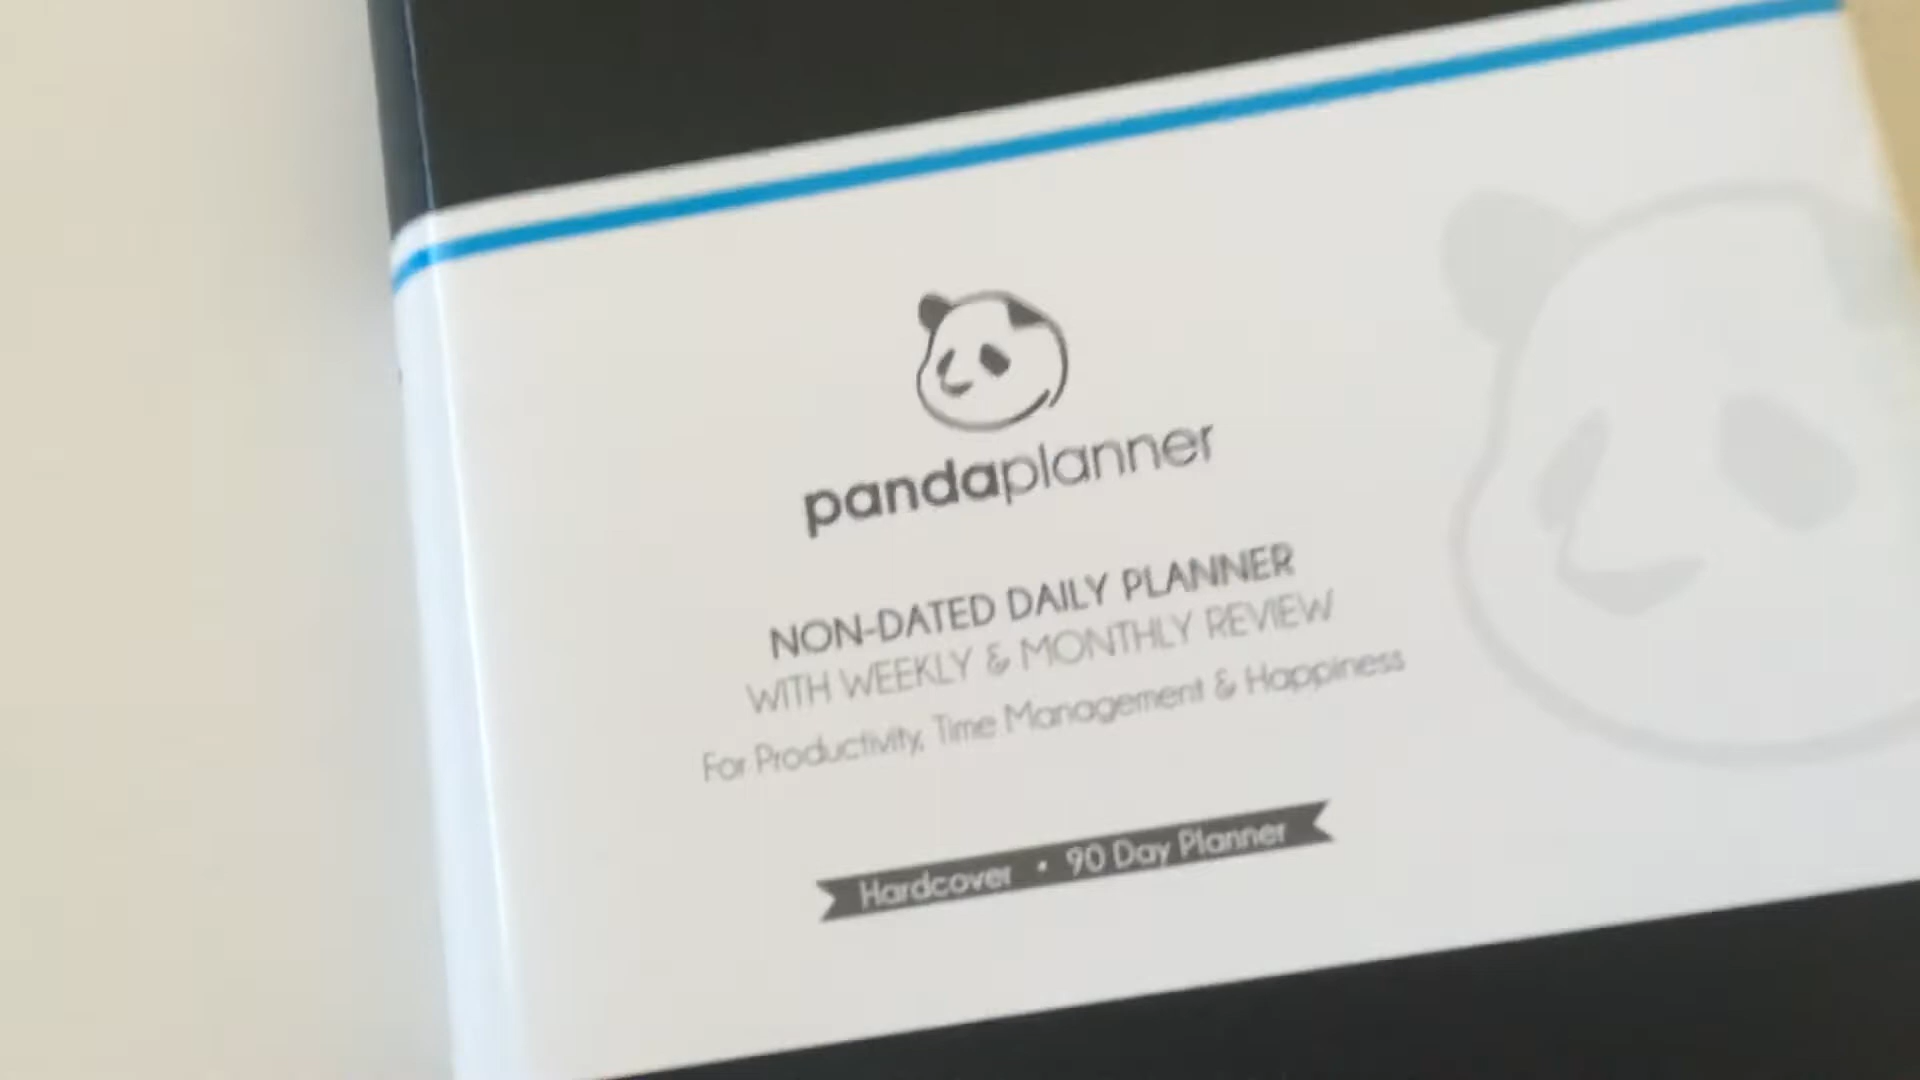 pandaplanner
NON-DATED DAILY PLANNER
WITH WEEKLY & MONTHLY REVIEW
For Productivity, Time Management & Happiness
Hardcover • 90 Day Planner